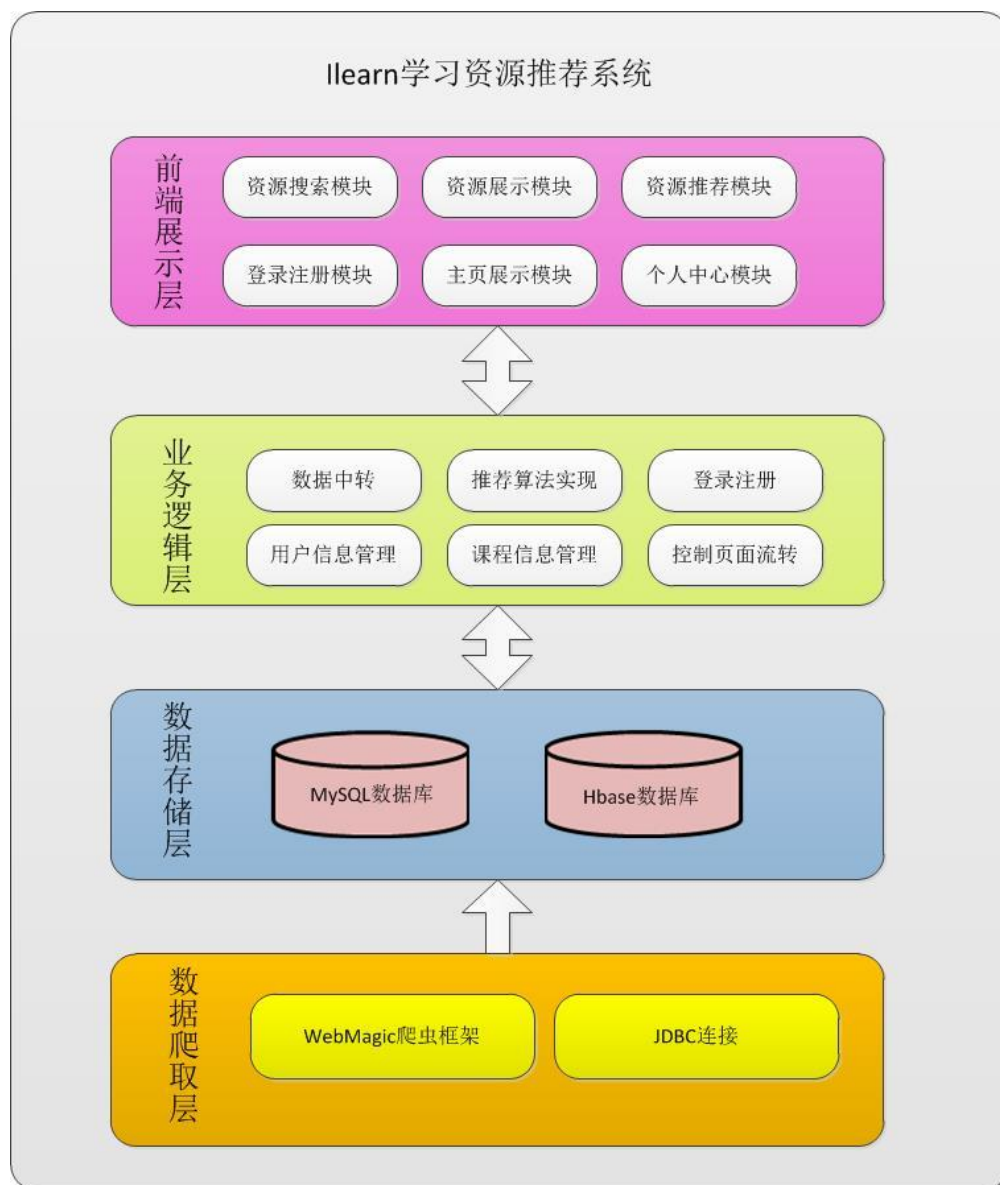 Ilearn学习资源推荐系统
前端展示层
资源搜索模块
资源展示模块
资源推荐模块
登录注册模块
主页展示模块
个人中心模块
业务逻辑层
数据中转
推荐算法实现
登录注册
用户信息管理
课程信息管理
控制页面流转
数据存储层
MySQL数据库
Hbase数据库
数据爬取层
WebMagic爬虫框架
JDBC连接